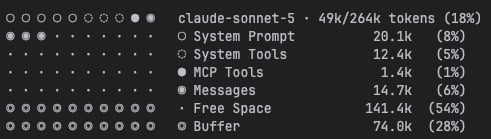 claude-sonnet-5 · 49k/264k tokens (18%)
System Prompt 20.1k (8%)
System Tools 12.4k (5%)
MCP Tools 1.4k (1%)
Messages 14.7k (6%)
Free Space 141.4k (54%)
Buffer 74.0k (28%)